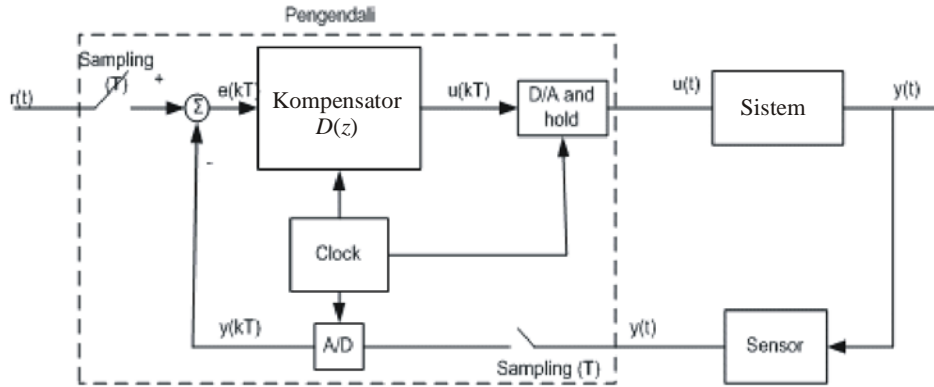 Pengendali
Sampling
(T)
+
r(t)
Σ
e(kT)
Kompensator
D(z)
u(kT)
D/A and
hold
u(t)
Sistem
y(t)
-
Clock
y(kT)
A/D
Sampling (T)
y(t)
Sensor